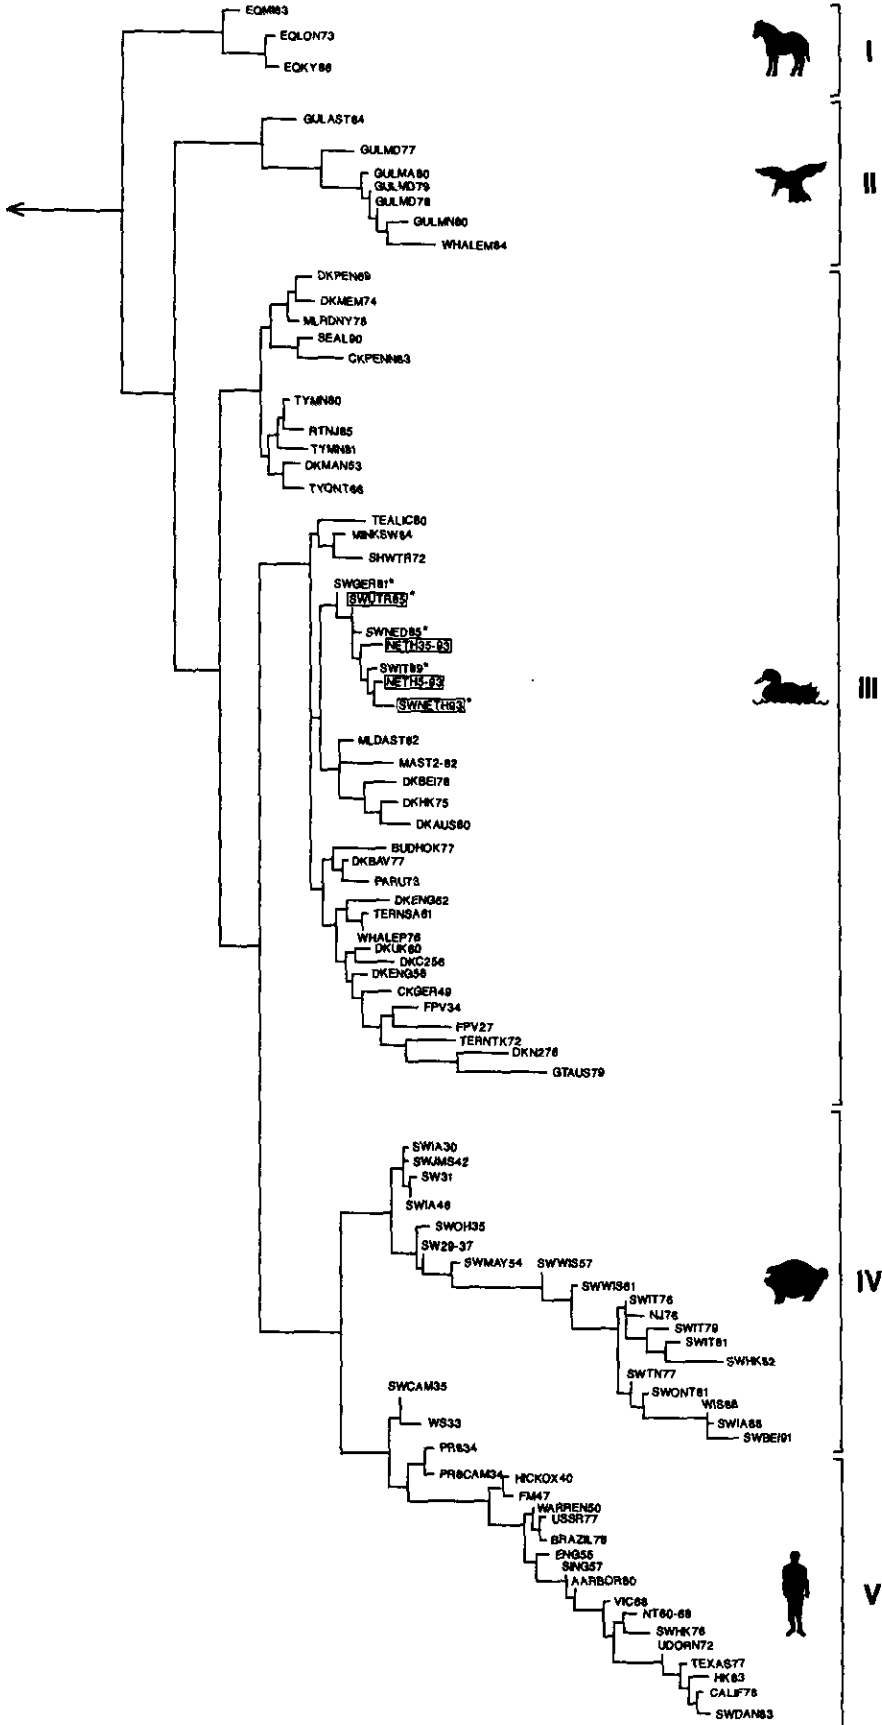 EQMI63
EQLON73
EQKY86
I
GULAST84
GULMD77
GULMA80
GULMD79
GULMD78
GULMN80
WHALEM84
II
DKPEN69
DKMEM74
MLRDNY78
SEAL90
CKPENN83
TYMN80
RTNJ85
TYMN81
DKMAN53
TYONT66
TEALIC80
MINKSW84
SHWTR72
SWGER81*
SWUTR85*
SWNED85*
NETH35-93
SWIT89*
NETH5-93
SWNETH93*
III
MLDAST82
MAST2-82
DKBEI78
DKHK75
DKAUS80
BUDHOK77
DKBAV77
PARU73
DKENG62
TERNSA61
WHALEP76
DKUK60
DKC256
DKENG56
CKGER49
FPV34
FPV27
TERNTK72
DKN276
GTAUS79
SWIA30
SWJMS42
SW31
SWIA46
SWOH35
SW29-37
SWMAY54
SWWIS57
SWWIS61
SWIT76
NJ76
SWIT79
SWIT81
SWHK82
IV
SWTN77
SWONT81
WIS88
SWIA88
SWBEI91
SWCAM35
WS33
PR834
PR8CAM34
HICKOX40
FM47
WARREN50
USSR77
BRAZIL78
ENG55
SING57
AARBOR60
VIC68
NT60-68
SWHK76
UDORN72
TEXAS77
HK83
CALIF78
SWDAN83
V